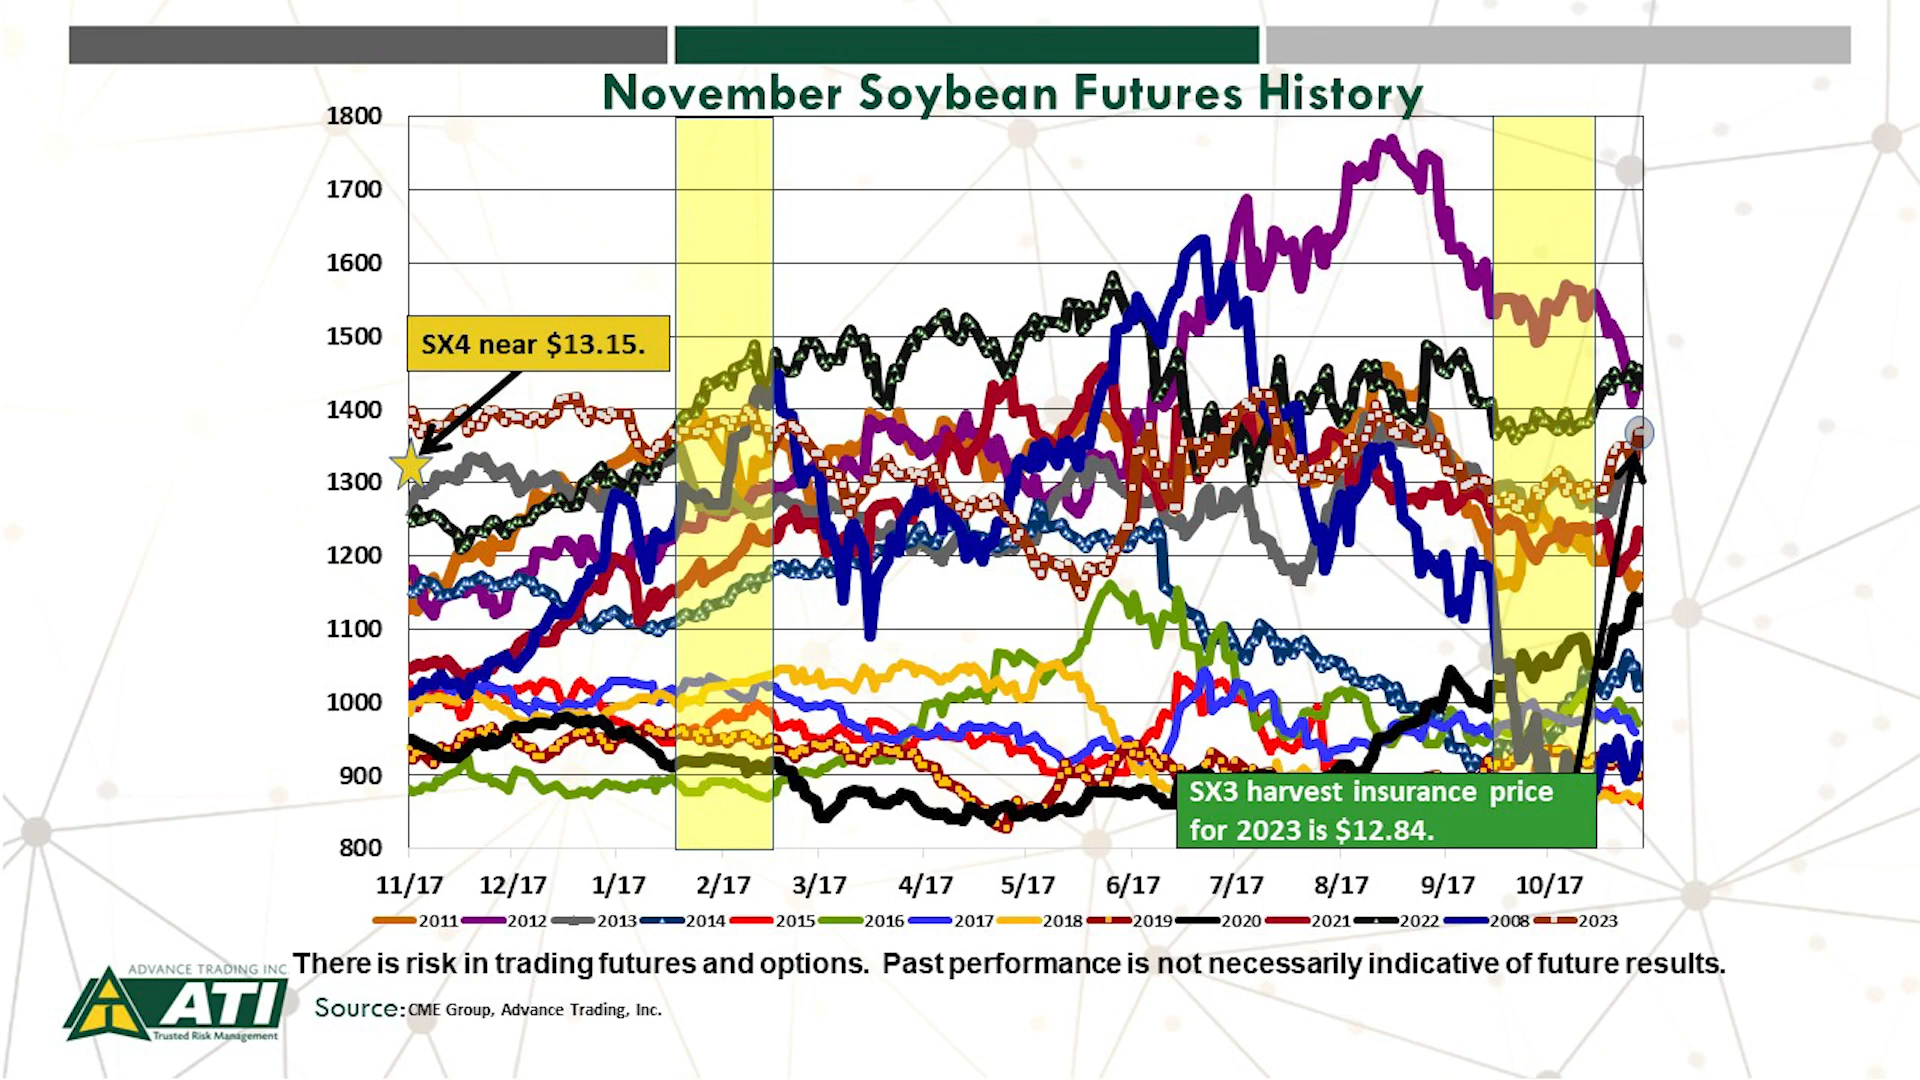 November Soybean Futures History
1800
1700
1600
1500
1400
1300
1200
1100
1000
900
800
SX4 near $13.15.
SX3 harvest insurance price
for 2023 is $12.84.
11/17 12/17 1/17 2/17 3/17 4/17 5/17 6/17 7/17 8/17 9/17 10/17
2011 2012 2013 2014 2015 2016 2017 2018 2019 2020 2021 2022 2008 2023
There is risk in trading futures and options. Past performance is not necessarily indicative of future results.
ADVANCE TRADING INC.
ATI
Trusted Risk Management
Source: CME Group, Advance Trading, Inc.